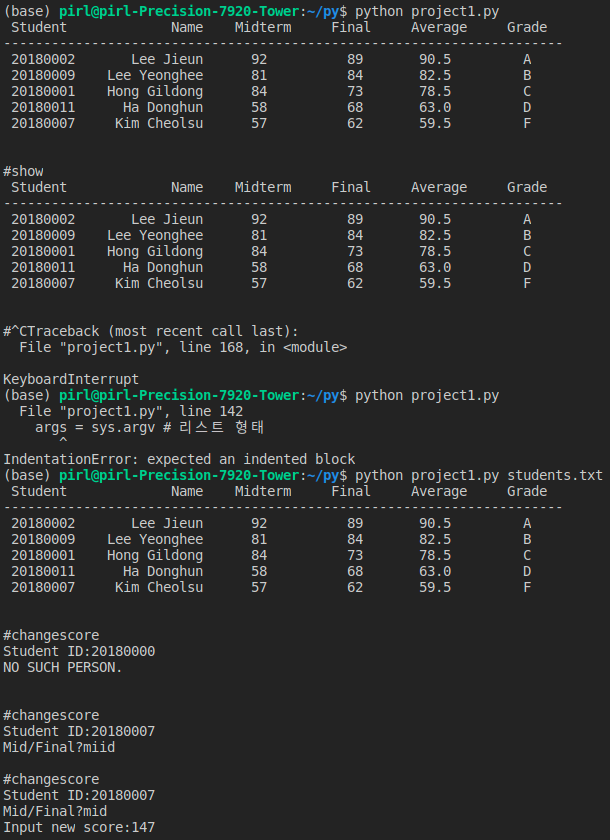 (base) pirl@pirl-Precision-7920-Tower:~/py$ python project1.py
Student Name Midterm Final Average Grade
----------------------------------------------------------------------
20180002 Lee Jieun 92 89 90.5 A
20180009 Lee Yeonghee 81 84 82.5 B
20180001 Hong Gildong 84 73 78.5 C
20180011 Ha Donghun 58 68 63.0 D
20180007 Kim Cheolsu 57 62 59.5 F
#show
Student Name Midterm Final Average Grade
----------------------------------------------------------------------
20180002 Lee Jieun 92 89 90.5 A
20180009 Lee Yeonghee 81 84 82.5 B
20180001 Hong Gildong 84 73 78.5 C
20180011 Ha Donghun 58 68 63.0 D
20180007 Kim Cheolsu 57 62 59.5 F
#^CTraceback (most recent call last):
File "project1.py", line 168, in <module>
KeyboardInterrupt
(base) pirl@pirl-Precision-7920-Tower:~/py$ python project1.py
File "project1.py", line 142
args = sys.argv # 리스트 형태
^
IndentationError: expected an indented block
(base) pirl@pirl-Precision-7920-Tower:~/py$ python project1.py students.txt
Student Name Midterm Final Average Grade
----------------------------------------------------------------------
20180002 Lee Jieun 92 89 90.5 A
20180009 Lee Yeonghee 81 84 82.5 B
20180001 Hong Gildong 84 73 78.5 C
20180011 Ha Donghun 58 68 63.0 D
20180007 Kim Cheolsu 57 62 59.5 F
#changescore
Student ID:20180000
NO SUCH PERSON.
#changescore
Student ID:20180007
Mid/Final?miid
#changescore
Student ID:20180007
Mid/Final?mid
Input new score:147